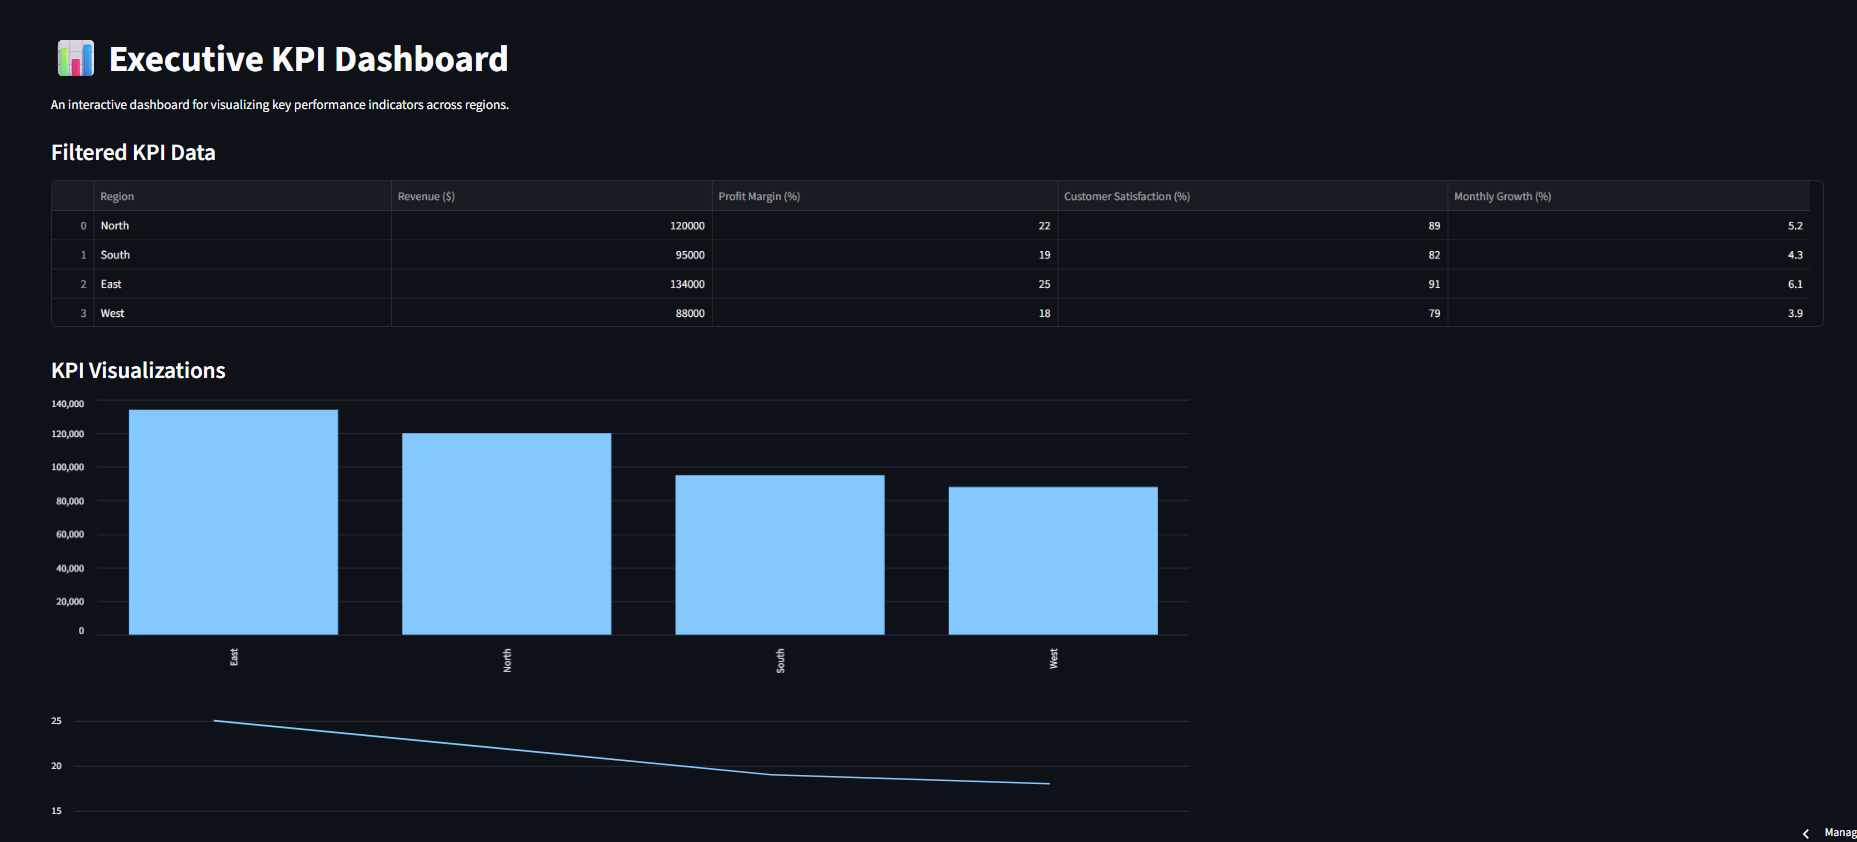 Executive KPI Dashboard
An interactive dashboard for visualizing key performance indicators across regions.
Filtered KPI Data
Region Revenue ($) Profit Margin (%) Customer Satisfaction (%) Monthly Growth (%)
0 North 120000 22 89 5.2
1 South 95000 19 82 4.3
2 East 134000 25 91 6.1
3 West 88000 18 79 3.9
KPI Visualizations
140,000
120,000
100,000
80,000
60,000
40,000
20,000
0
East North South West
25
20
15
Manag